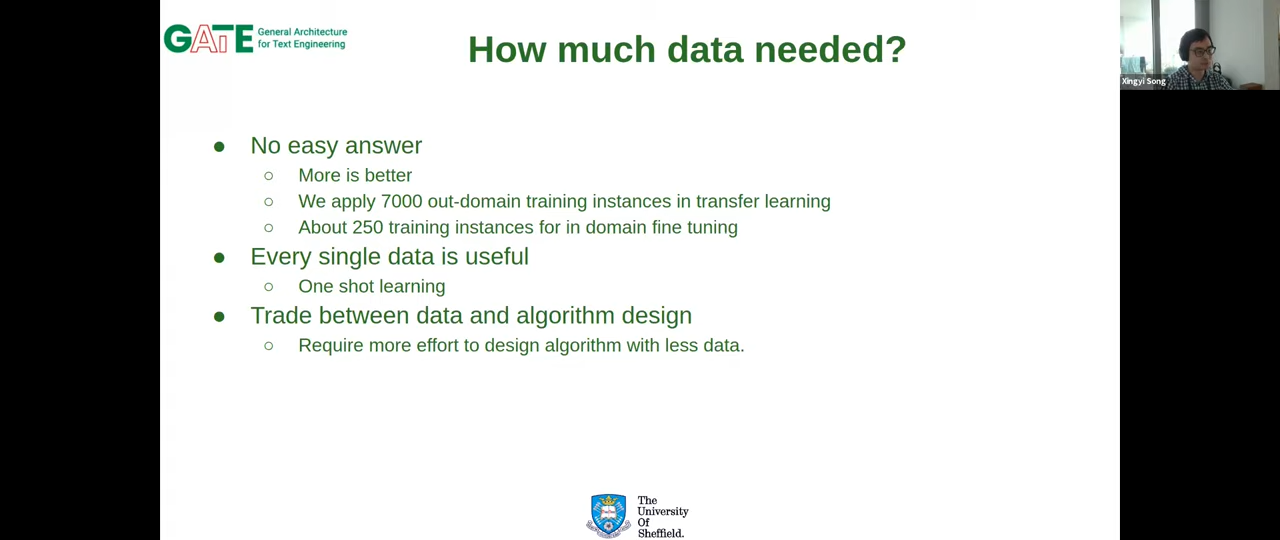 GATE General Architecture
for Text Engineering
How much data needed?
Xingyi Song
● No easy answer
○ More is better
○ We apply 7000 out-domain training instances in transfer learning
○ About 250 training instances for in domain fine tuning
● Every single data is useful
○ One shot learning
● Trade between data and algorithm design
○ Require more effort to design algorithm with less data.
The
University
Of
Sheffield.